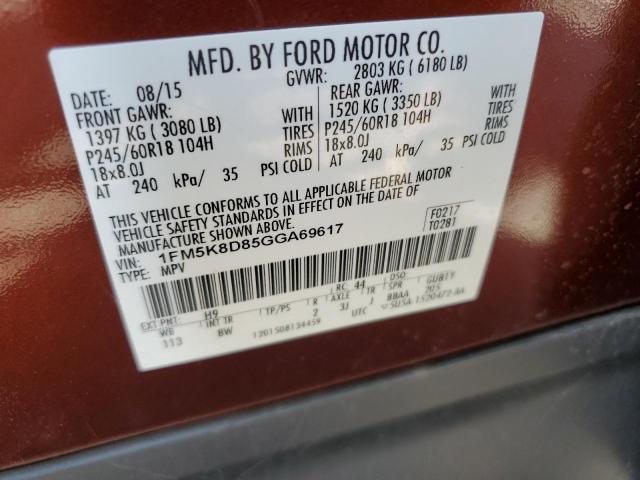 MFD. BY FORD MOTOR CO.
DATE: 08/15 GVWR: 2803 KG ( 6180 LB)
FRONT GAWR: REAR GAWR:
1397 KG ( 3080 LB) 1520 KG ( 3350 LB)
P245/60R18 104H TIRES P245/60R18 104H TIRES
18x8.0J RIMS 18x8.0J RIMS
AT 240 kPa/ 35 PSI COLD AT 240 kPa/ 35 PSI COLD
THIS VEHICLE CONFORMS TO ALL APPLICABLE FEDERAL MOTOR
VEHICLE SAFETY STANDARDS IN EFFECT ON THE DATE OF
MANUFACTURE SHOWN ABOVE.
VIN: 1FM5K8D85GGA69617 F0217
TYPE: MPV T0281
EXT PNT: H9 RC: 44 DSO:
WB INT TR TP/PS R AXLE TR SPR GUBTY
113 BW 2 3J J BBAA 205
1201508134459 UTC